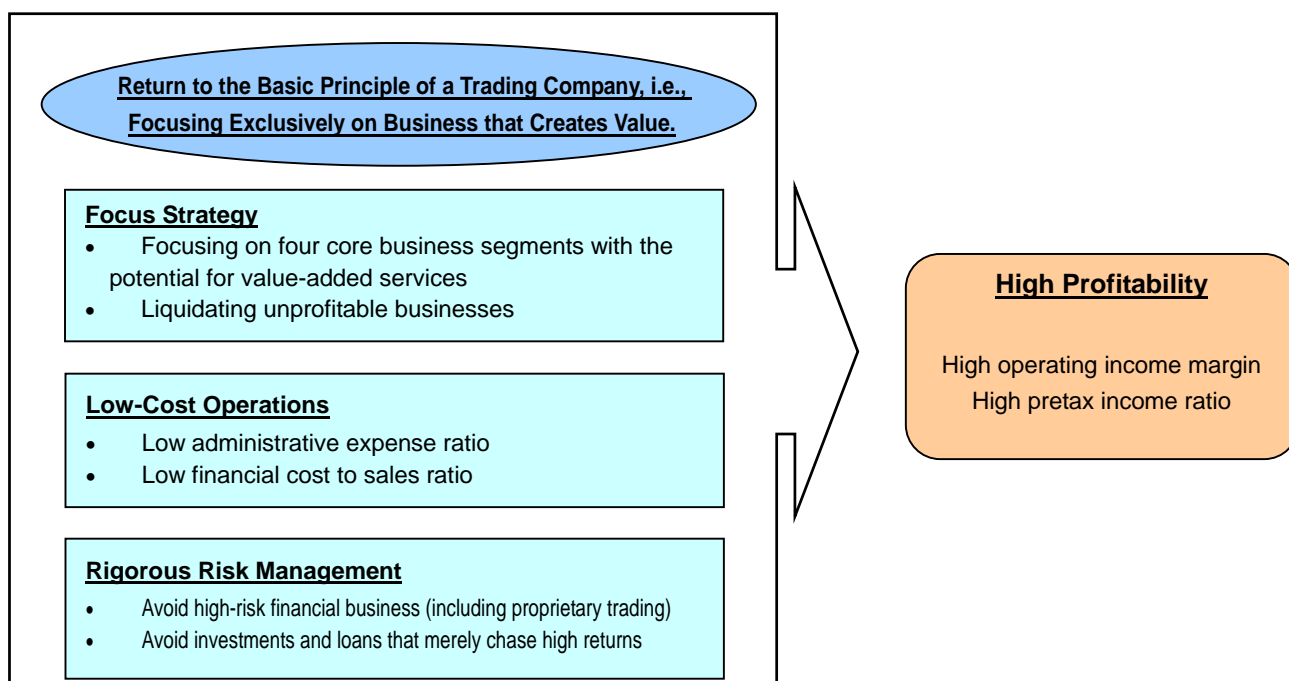 Return to the Basic Principle of a Trading Company, i.e.,
Focusing Exclusively on Business that Creates Value.
Focus Strategy
• Focusing on four core business segments with the
potential for value-added services
• Liquidating unprofitable businesses
Low-Cost Operations
• Low administrative expense ratio
• Low financial cost to sales ratio
Rigorous Risk Management
• Avoid high-risk financial business (including proprietary trading)
• Avoid investments and loans that merely chase high returns
High Profitability
High operating income margin
High pretax income ratio